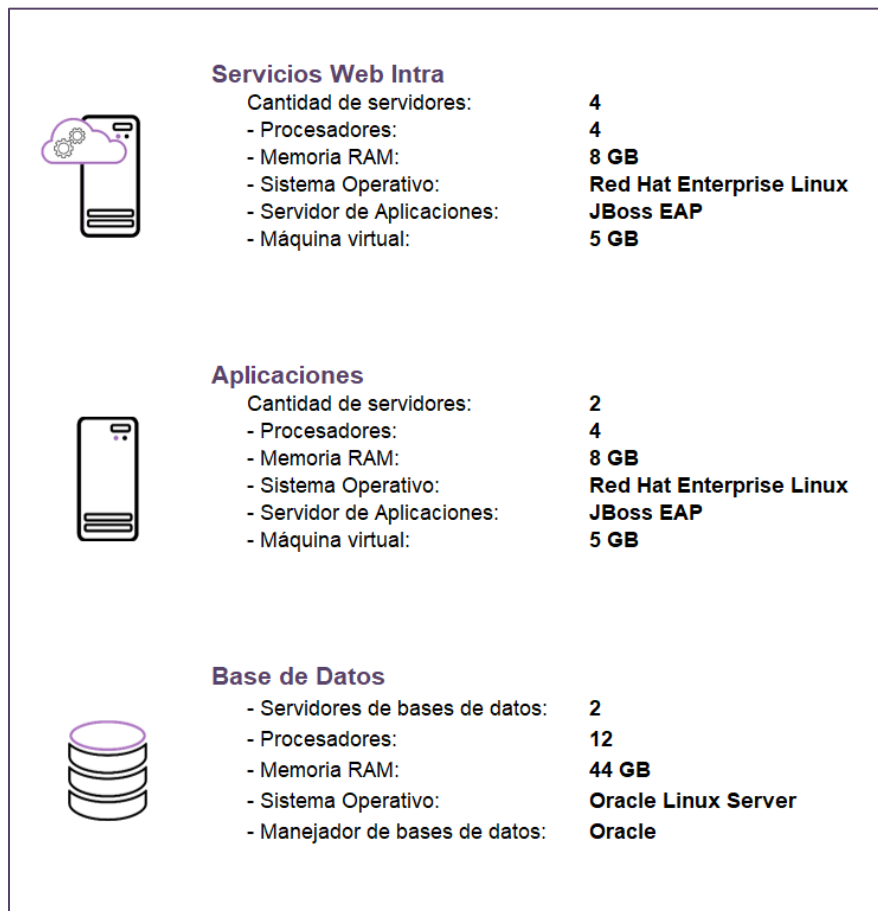 Servicios Web Intra
Cantidad de servidores: 4
- Procesadores: 4
- Memoria RAM: 8 GB
- Sistema Operativo: Red Hat Enterprise Linux
- Servidor de Aplicaciones: JBoss EAP
- Máquina virtual: 5 GB
Aplicaciones
Cantidad de servidores: 2
- Procesadores: 4
- Memoria RAM: 8 GB
- Sistema Operativo: Red Hat Enterprise Linux
- Servidor de Aplicaciones: JBoss EAP
- Máquina virtual: 5 GB
Base de Datos
- Servidores de bases de datos: 2
- Procesadores: 12
- Memoria RAM: 44 GB
- Sistema Operativo: Oracle Linux Server
- Manejador de bases de datos: Oracle